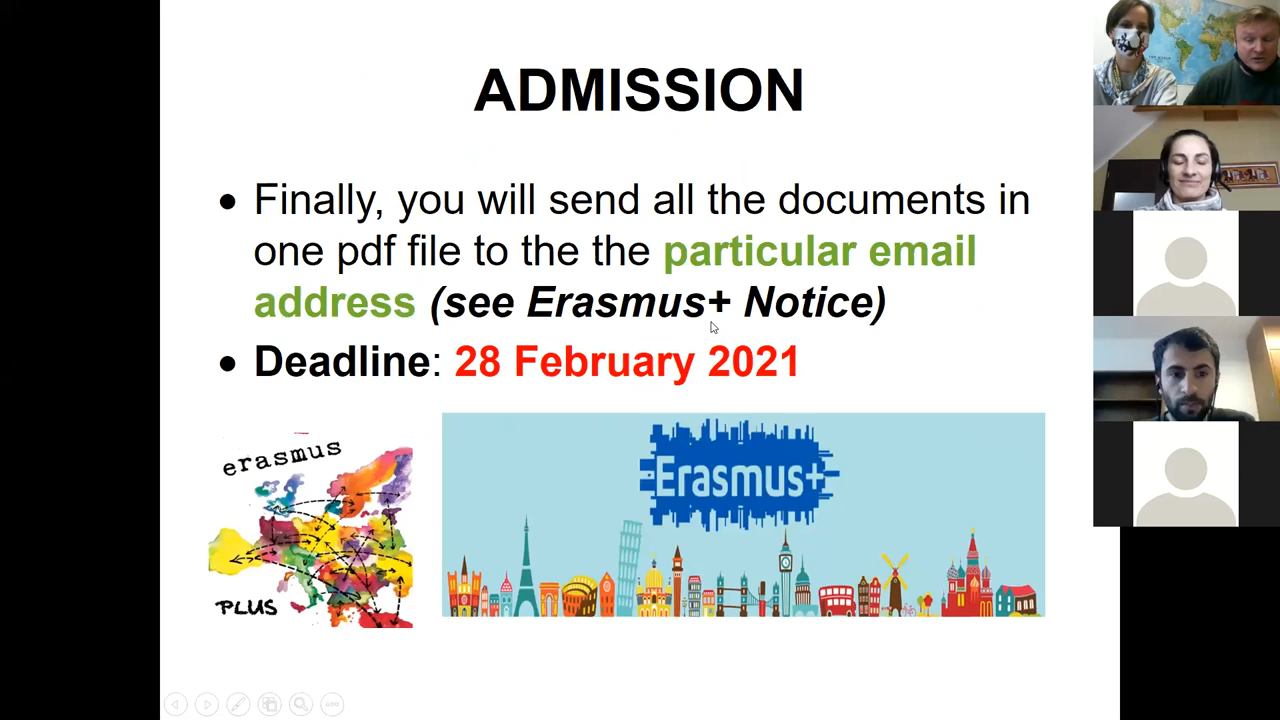 ADMISSION
• Finally, you will send all the documents in
one pdf file to the the particular email
address (see Erasmus+ Notice)
• Deadline: 28 February 2021
erasmus
PLUS
Erasmus+